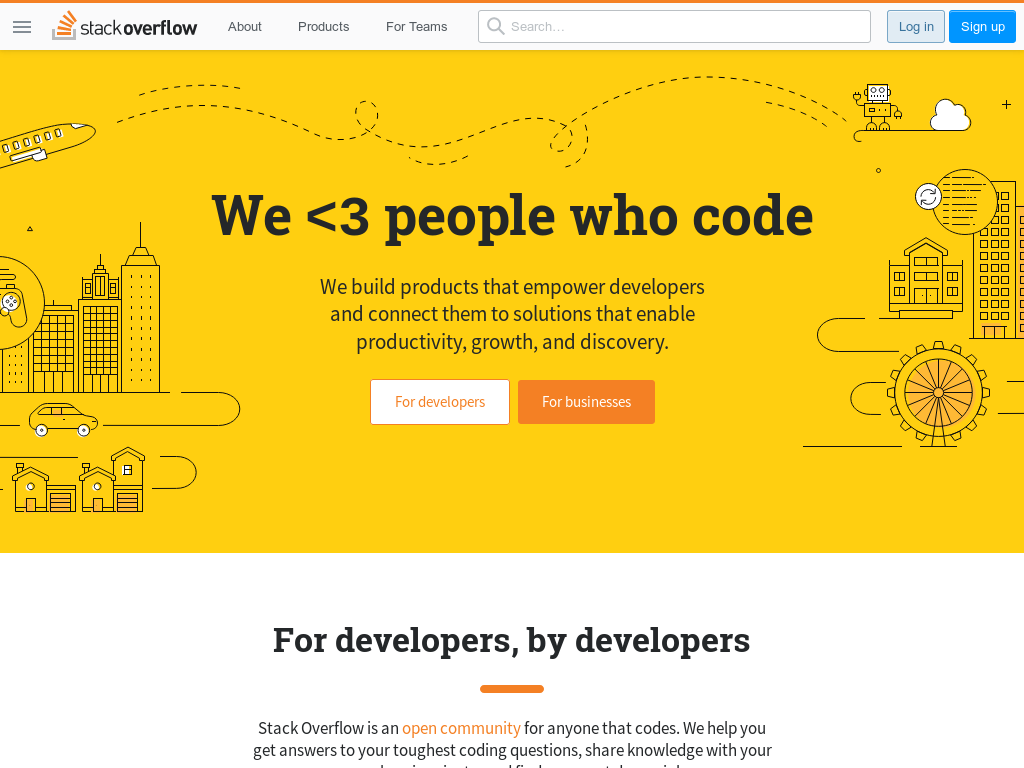 stack overflow
About
Products
For Teams
Search…
Log in
Sign up
We <3 people who code
We build products that empower developers
and connect them to solutions that enable
productivity, growth, and discovery.
For developers
For businesses
For developers, by developers
Stack Overflow is an open community for anyone that codes. We help you
get answers to your toughest coding questions, share knowledge with your